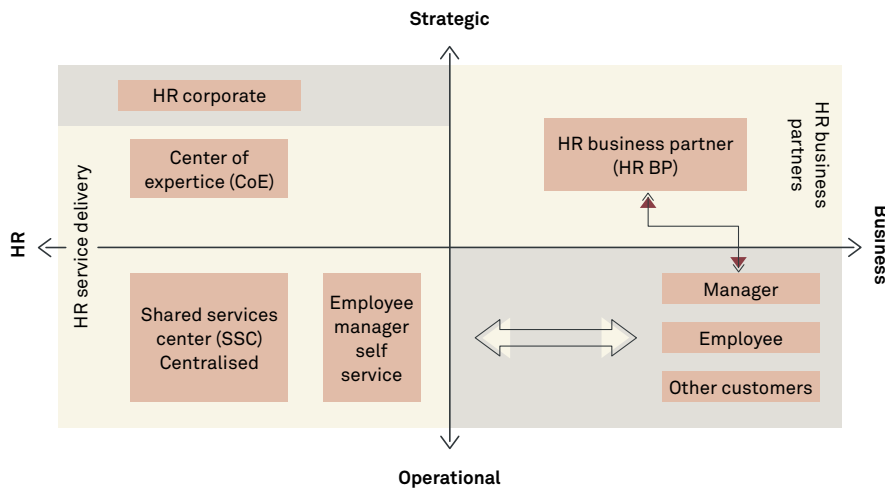 Strategic
HR corporate
Center of
expertice (CoE)
HR business partner
(HR BP)
HR business
partners
HR
HR service delivery
Business
Shared services
center (SSC)
Centralised
Employee
manager
self
service
Manager
Employee
Other customers
Operational